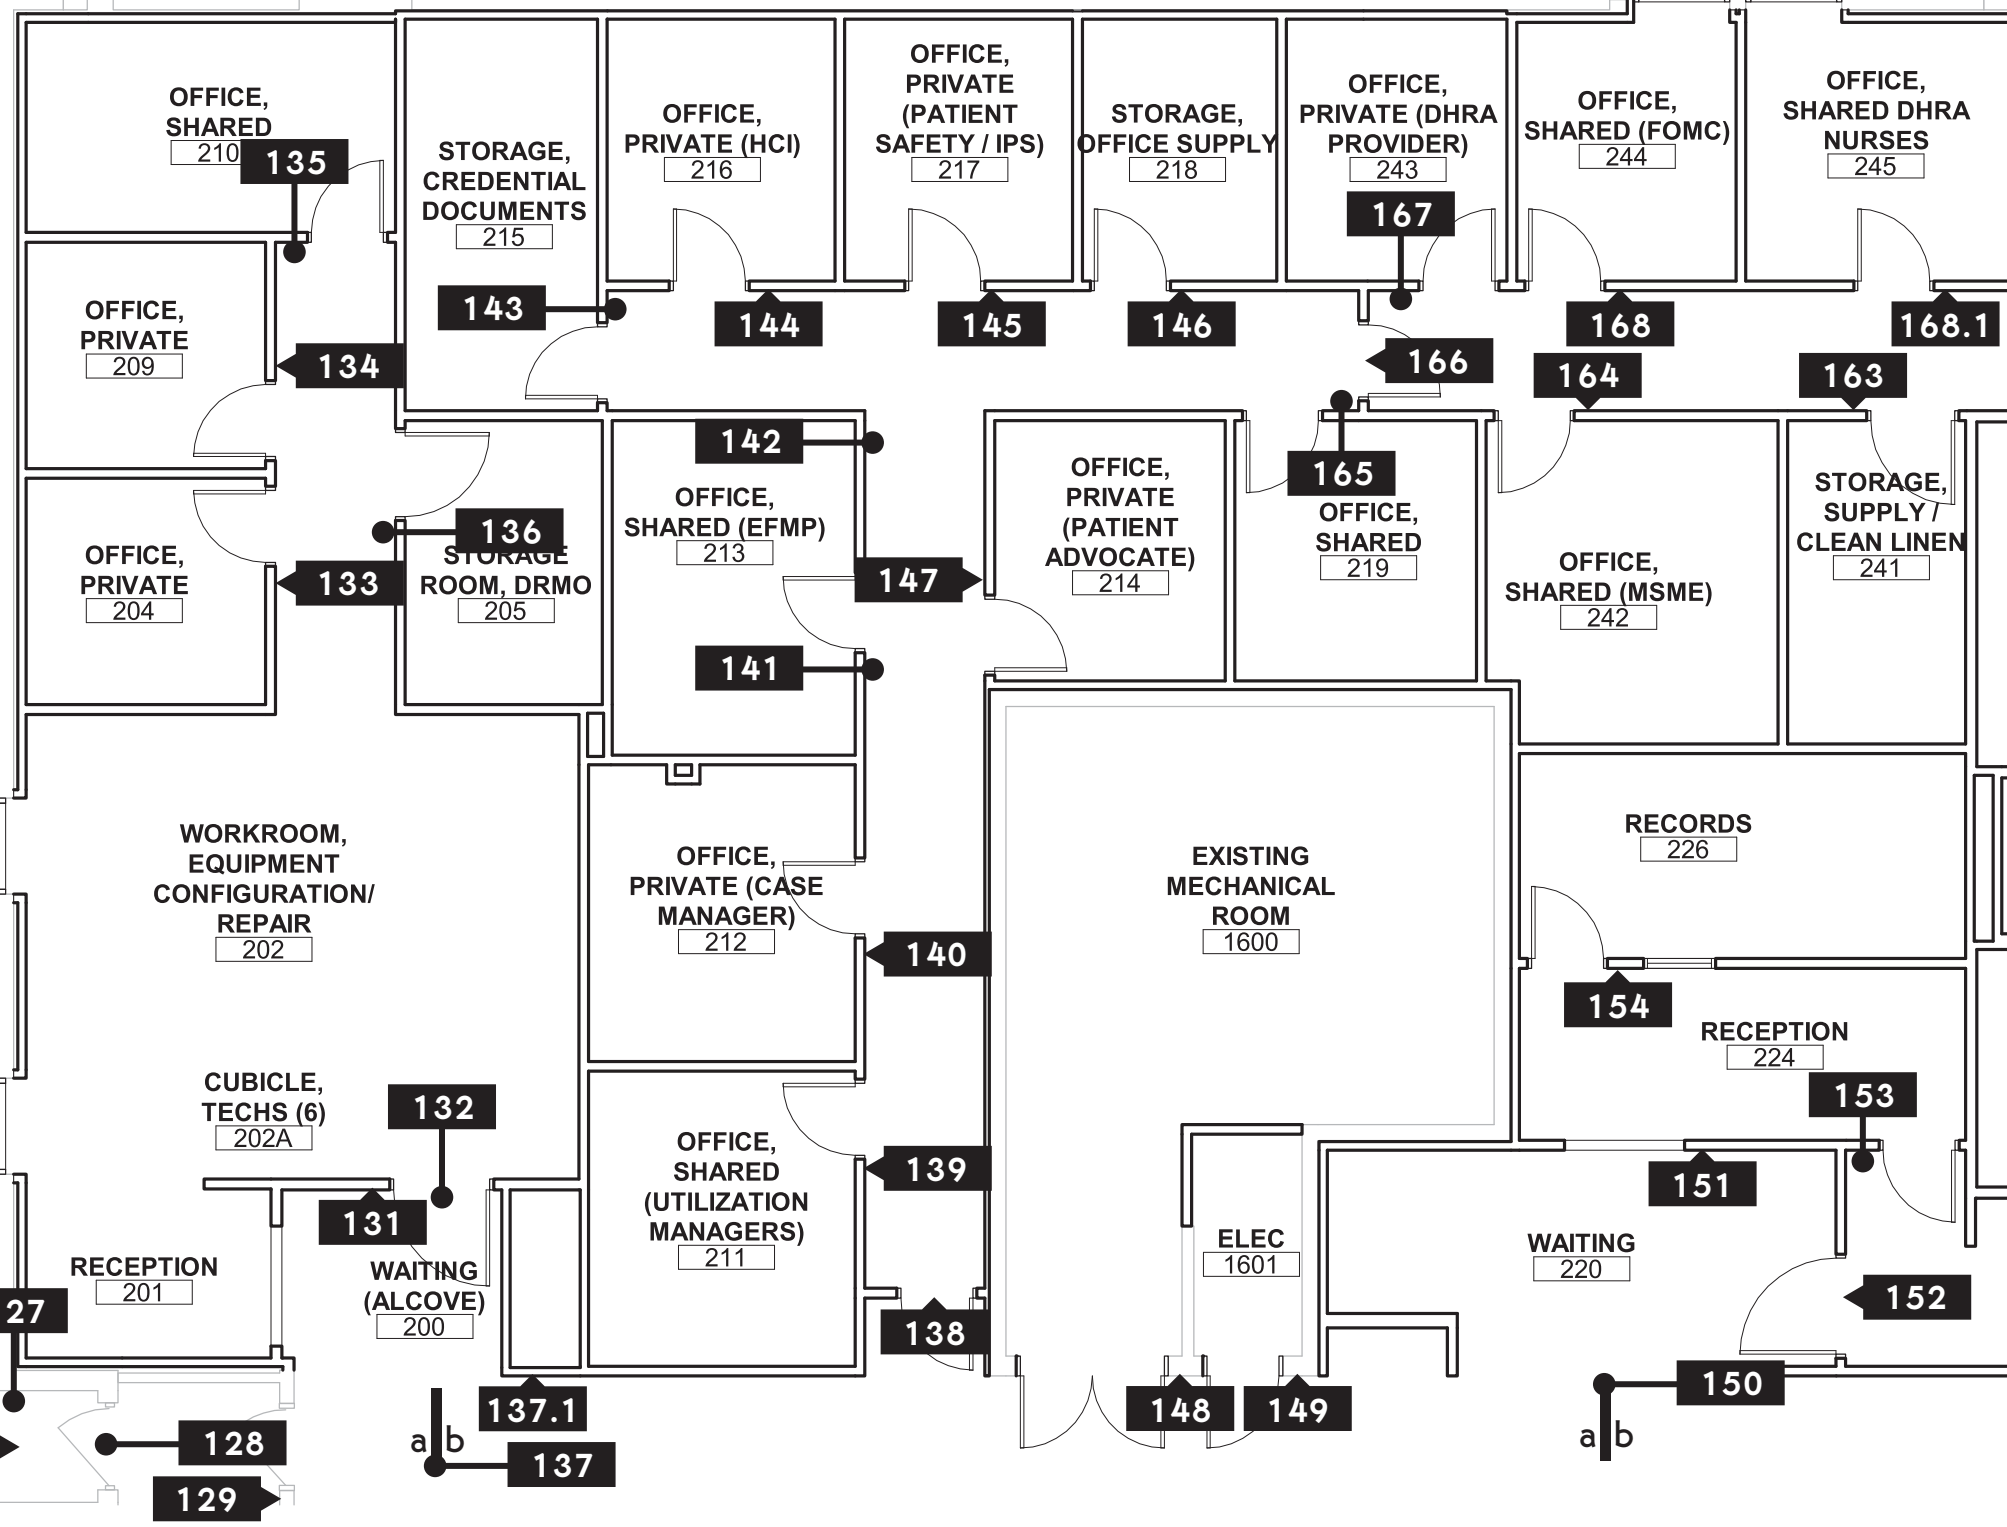 OFFICE,
SHARED
210
135
STORAGE,
CREDENTIAL
DOCUMENTS
215
OFFICE,
PRIVATE (HCI)
216
OFFICE,
PRIVATE
(PATIENT
SAFETY / IPS)
217
STORAGE,
OFFICE SUPPLY
218
OFFICE,
PRIVATE (DHRA
PROVIDER)
243
167
OFFICE,
SHARED (FOMC)
244
OFFICE,
SHARED DHRA
NURSES
245
143
144
145
146
168
168.1
OFFICE,
PRIVATE
209
134
166
164
163
142
165
OFFICE,
PRIVATE
204
136
133
STORAGE
ROOM, DRMO
205
OFFICE,
SHARED (EFMP)
213
147
OFFICE,
PRIVATE
(PATIENT
ADVOCATE)
214
OFFICE,
SHARED
219
OFFICE,
SHARED (MSME)
242
STORAGE,
SUPPLY /
CLEAN LINEN
241
141
WORKROOM,
EQUIPMENT
CONFIGURATION/
REPAIR
202
OFFICE,
PRIVATE (CASE
MANAGER)
212
140
EXISTING
MECHANICAL
ROOM
1600
RECORDS
226
154
RECEPTION
224
153
CUBICLE,
TECHS (6)
202A
132
131
OFFICE,
SHARED
(UTILIZATION
MANAGERS)
211
139
151
ELEC
1601
WAITING
220
152
RECEPTION
201
WAITING
(ALCOVE)
200
27
138
150
137.1
148
149
a b
a b
128
137
129